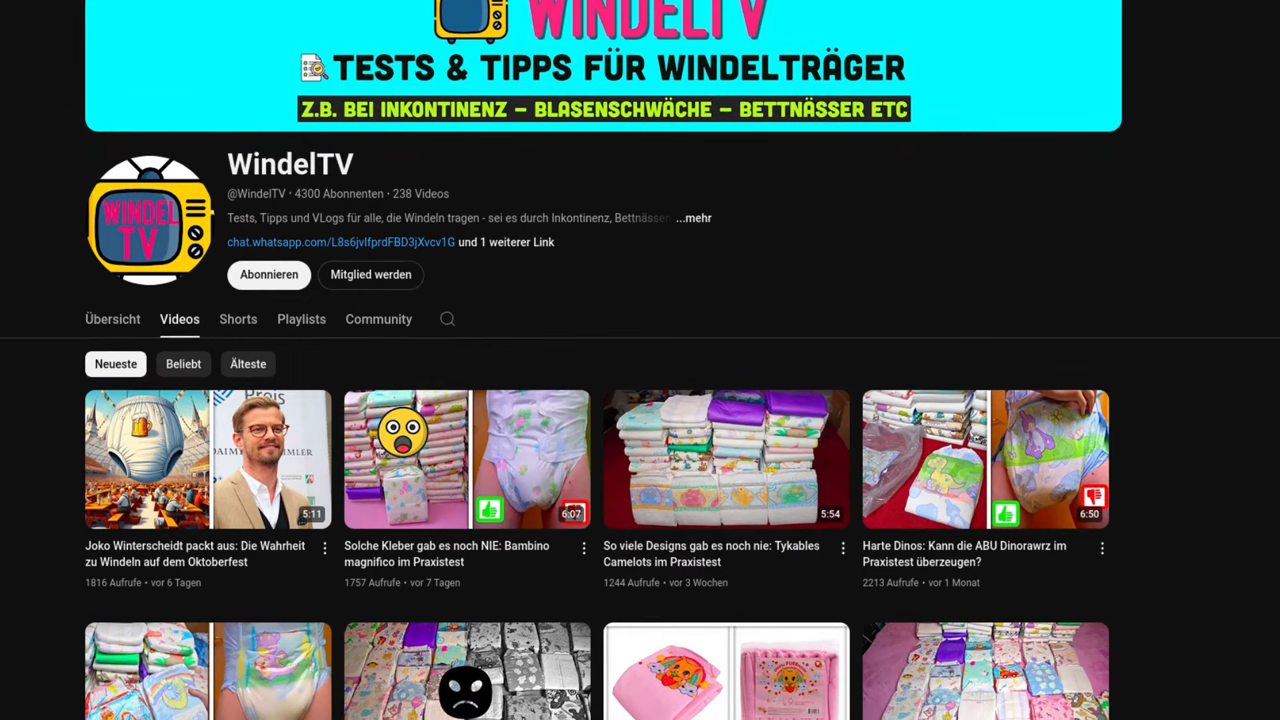 WINDELTV
TESTS & TIPPS FÜR WINDELTRÄGER
Z.B. BEI INKONTINENZ – BLASENSCHWÄCHE – BETTNÄSSER ETC
WINDEL
TV
WindelTV
@WindelTV · 4300 Abonnenten · 238 Videos
Tests, Tipps und VLogs für alle, die Windeln tragen - sei es durch Inkontinenz, Bettnässen ...mehr
chat.whatsapp.com/L8s6jvIfprdFBD3jXvcv1G und 1 weiterer Link
Abonnieren
Mitglied werden
Übersicht Videos Shorts Playlists Community
Neueste Beliebt Älteste
Preis
5:11
6:07
5:54
6:50
Joko Winterscheidt packt aus: Die Wahrheit
zu Windeln auf dem Oktoberfest
1816 Aufrufe • vor 6 Tagen
Solche Kleber gab es noch NIE: Bambino
magnifico im Praxistest
1757 Aufrufe • vor 7 Tagen
So viele Designs gab es noch nie: Tykables
Camelots im Praxistest
1244 Aufrufe • vor 3 Wochen
Harte Dinos: Kann die ABU Dinorawrz im
Praxistest überzeugen?
2213 Aufrufe • vor 1 Monat